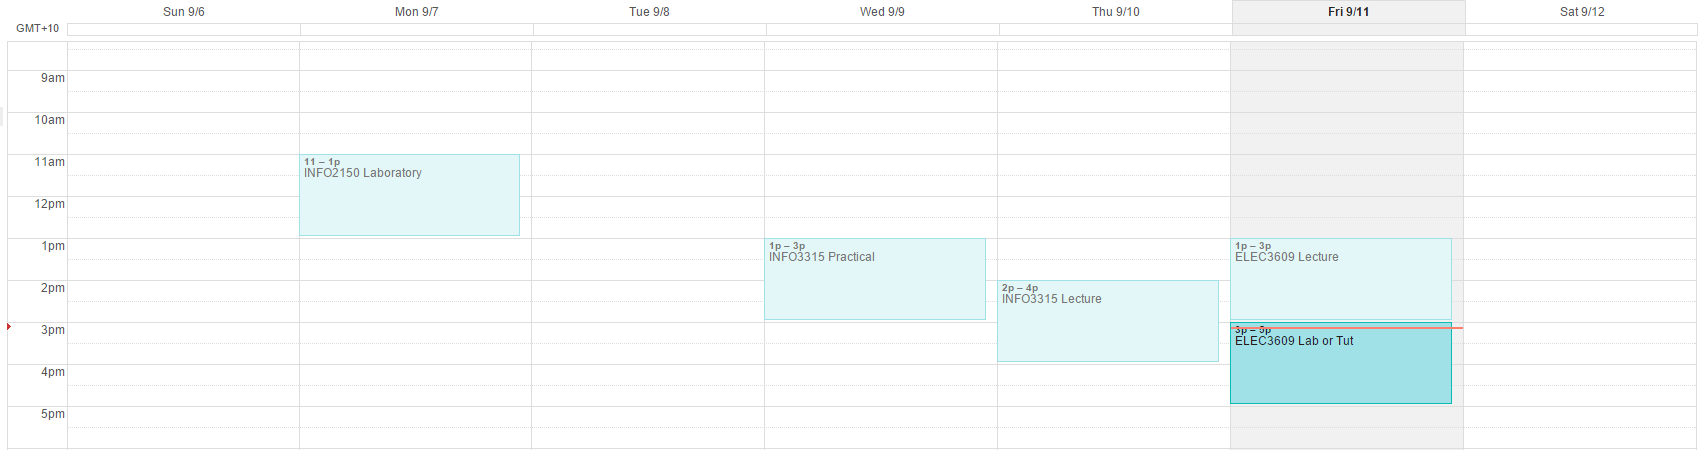 Sun 9/6
Mon 9/7
Tue 9/8
Wed 9/9
Thu 9/10
Fri 9/11
Sat 9/12
GMT+10
9am
10am
11am
12pm
1pm
2pm
3pm
4pm
5pm
11 – 1p
INFO2150 Laboratory
1p – 3p
INFO3315 Practical
2p – 4p
INFO3315 Lecture
1p – 3p
ELEC3609 Lecture
3p – 5p
ELEC3609 Lab or Tut